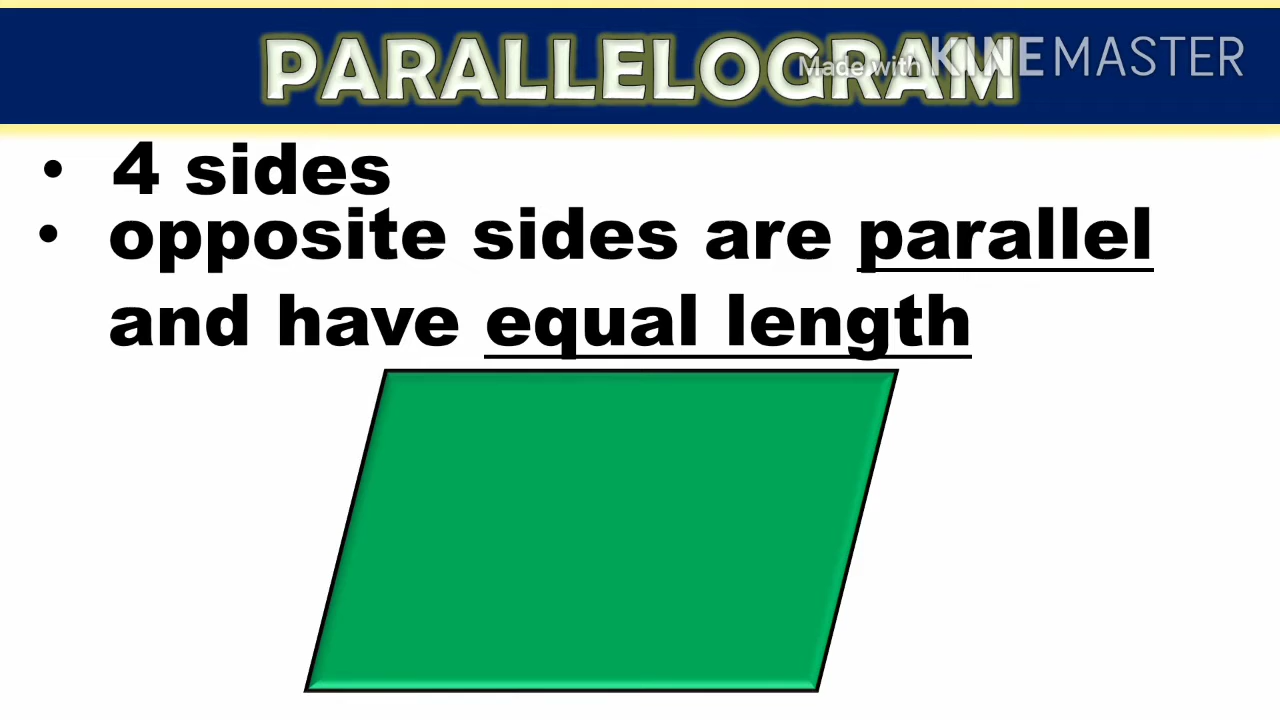 PARALLELOGRAM
Made with KINEMASTER
• 4 sides
• opposite sides are parallel
and have equal length